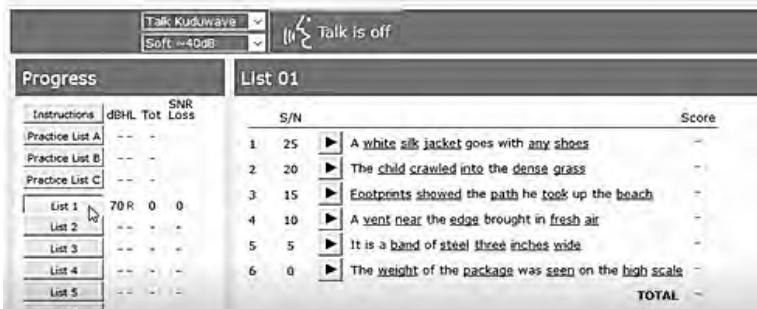 Talk Kuduwave
Soft ~40dB
Talk is off
Progress
Instructions dBHL Tot SNR Loss
Practice List A -- -
Practice List B -- -
Practice List C -- -
List 1 70 R 0 0
List 2 -- - -
List 3 -- - -
List 4 -- - -
List 5 -- - -
List 01
S/N Score
1 25 A white silk jacket goes with any shoes -
2 20 The child crawled into the dense grass -
3 15 Footprints showed the path he took up the beach -
4 10 A vent near the edge brought in fresh air -
5 5 It is a band of steel three inches wide -
6 0 The weight of the package was seen on the high scale -
TOTAL -